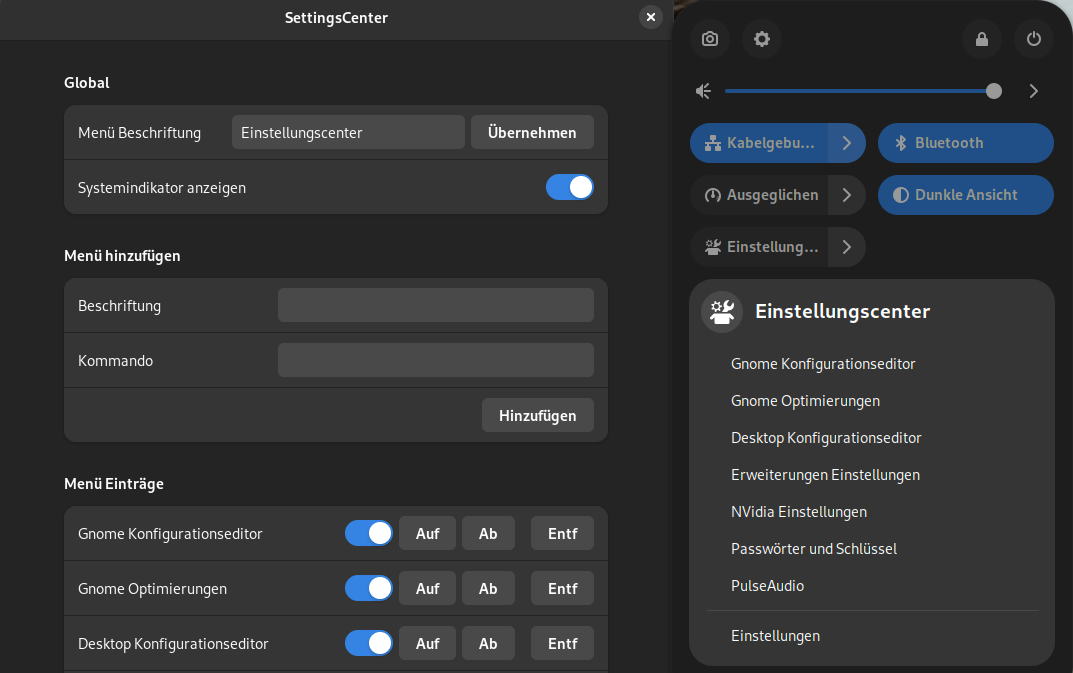 SettingsCenter
Global
Menü Beschriftung Einstellungscenter Übernehmen
Systemindikator anzeigen
Menü hinzufügen
Beschriftung
Kommando
Hinzufügen
Menü Einträge
Gnome Konfigurationseditor Auf Ab Entf
Gnome Optimierungen Auf Ab Entf
Desktop Konfigurationseditor Auf Ab Entf
Kabelgebu... Bluetooth
Ausgeglichen Dunkle Ansicht
Einstellung...
Einstellungscenter
Gnome Konfigurationseditor
Gnome Optimierungen
Desktop Konfigurationseditor
Erweiterungen Einstellungen
NVidia Einstellungen
Passwörter und Schlüssel
PulseAudio
Einstellungen